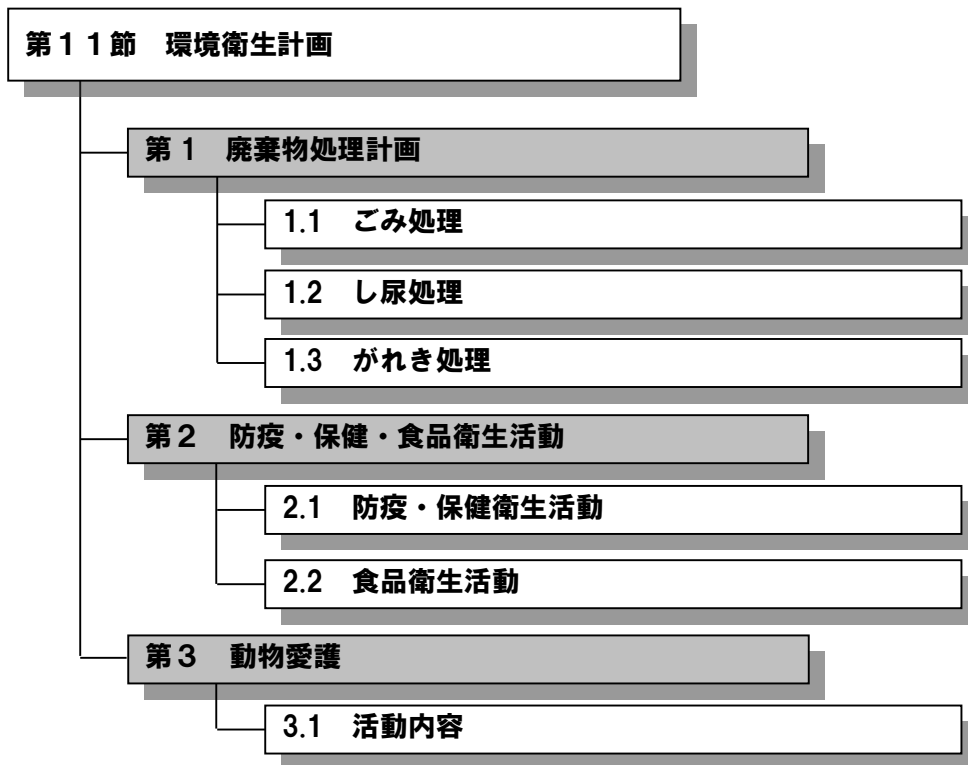 第１１節　環境衛生計画
第１　廃棄物処理計画
1.1　ごみ処理
1.2　し尿処理
1.3　がれき処理
第２　防疫・保健・食品衛生活動
2.1　防疫・保健衛生活動
2.2　食品衛生活動
第３　動物愛護
3.1　活動内容